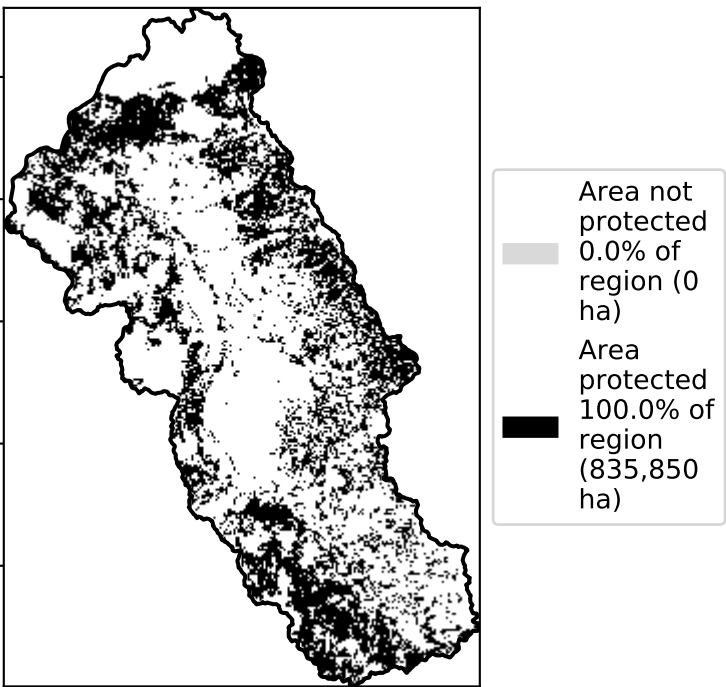 Area not
protected
0.0% of
region (0
ha)
Area
protected
100.0% of
region
(835,850
ha)